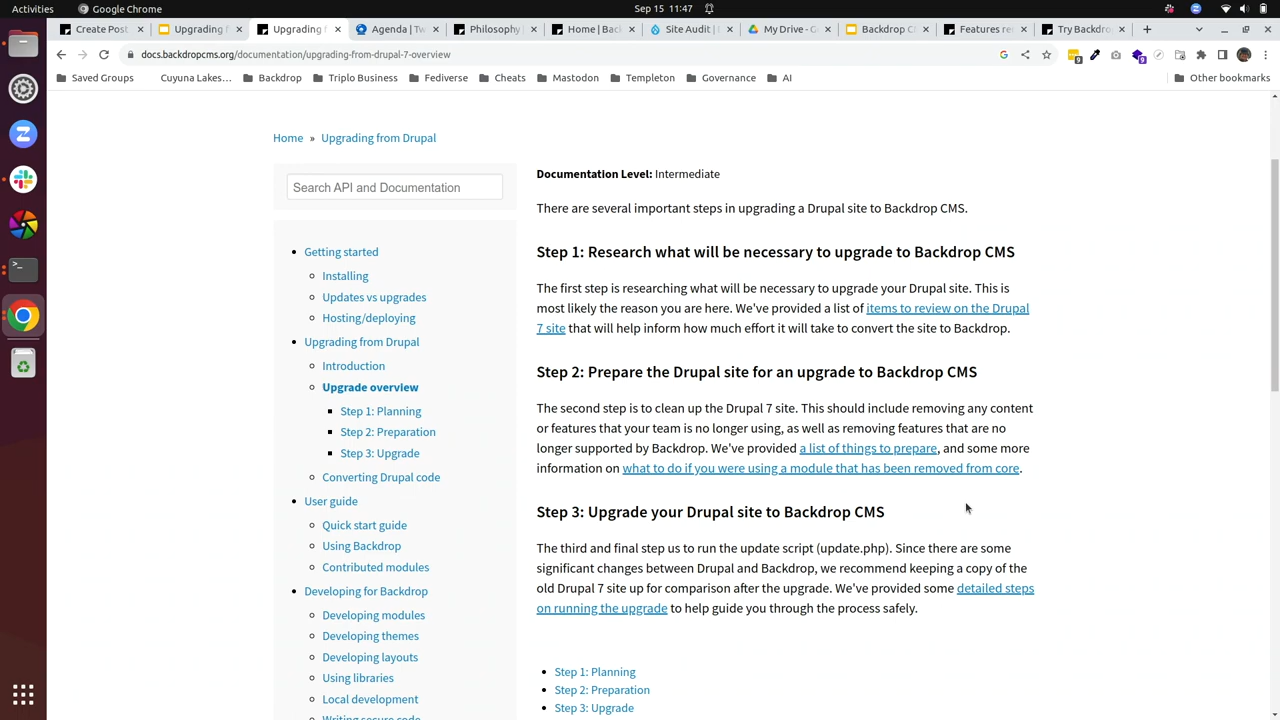 Activities
Google Chrome
Sep 15 11:47
Create Post
Upgrading f
Upgrading f
Agenda | Tw
Philosophy
Home | Back
Site Audit |
My Drive - G
Backdrop C
Features re
Try Backdro
docs.backdropcms.org/documentation/upgrading-from-drupal-7-overview
9
9
Saved Groups
Cuyuna Lakes...
Backdrop
Triplo Business
Fediverse
Cheats
Mastodon
Templeton
Governance
AI
Other bookmarks
Home » Upgrading from Drupal
Search API and Documentation
Getting started
Installing
Updates vs upgrades
Hosting/deploying
Upgrading from Drupal
Introduction
Upgrade overview
Step 1: Planning
Step 2: Preparation
Step 3: Upgrade
Converting Drupal code
User guide
Quick start guide
Using Backdrop
Contributed modules
Developing for Backdrop
Developing modules
Developing themes
Developing layouts
Using libraries
Local development
Writing secure code
Documentation Level: Intermediate
There are several important steps in upgrading a Drupal site to Backdrop CMS.
Step 1: Research what will be necessary to upgrade to Backdrop CMS
The first step is researching what will be necessary to upgrade your Drupal site. This is
most likely the reason you are here. We've provided a list of items to review on the Drupal
7 site that will help inform how much effort it will take to convert the site to Backdrop.
Step 2: Prepare the Drupal site for an upgrade to Backdrop CMS
The second step is to clean up the Drupal 7 site. This should include removing any content
or features that your team is no longer using, as well as removing features that are no
longer supported by Backdrop. We've provided a list of things to prepare, and some more
information on what to do if you were using a module that has been removed from core.
Step 3: Upgrade your Drupal site to Backdrop CMS
The third and final step us to run the update script (update.php). Since there are some
significant changes between Drupal and Backdrop, we recommend keeping a copy of the
old Drupal 7 site up for comparison after the upgrade. We've provided some detailed steps
on running the upgrade to help guide you through the process safely.
Step 1: Planning
Step 2: Preparation
Step 3: Upgrade